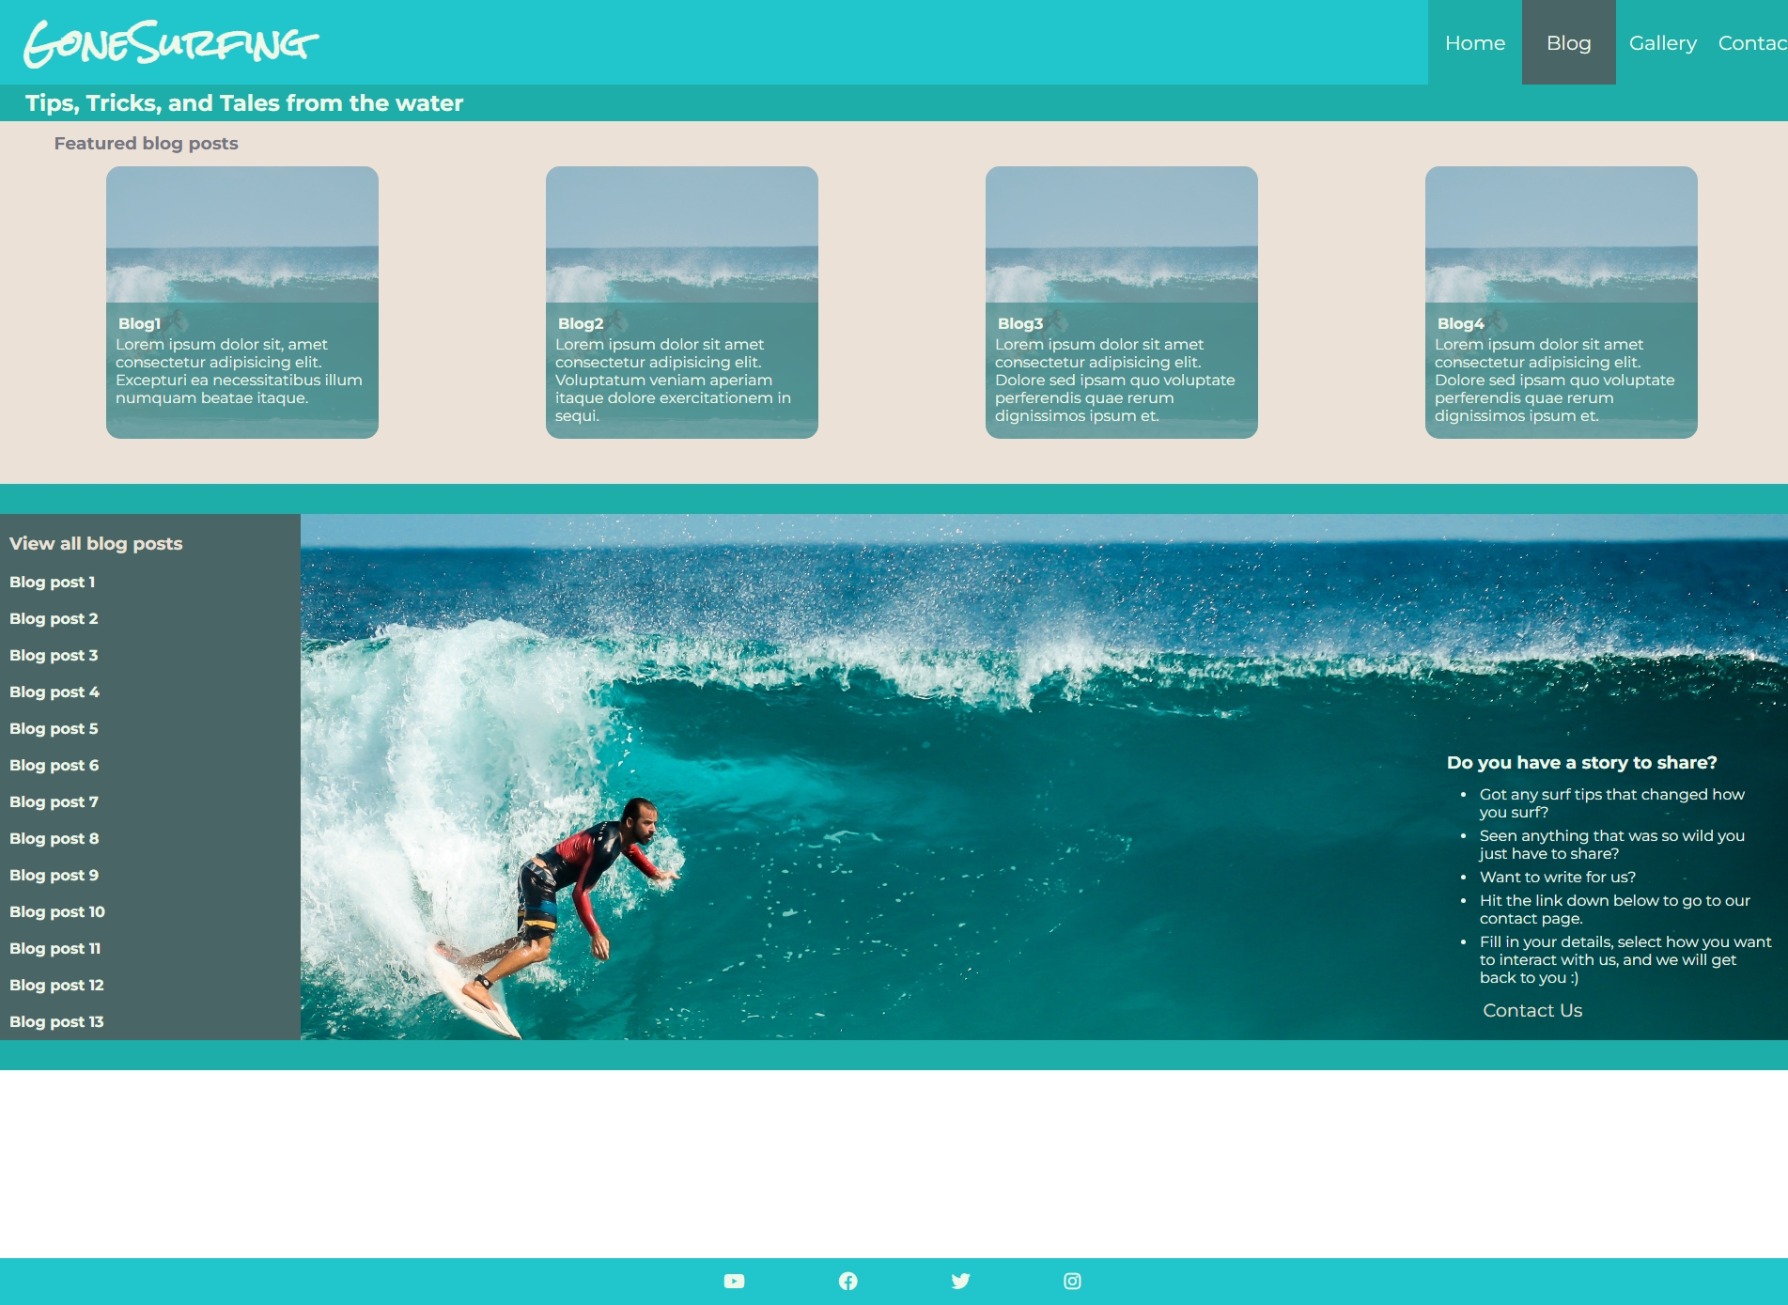 GoneSurfing
Home Blog Gallery Contac
Tips, Tricks, and Tales from the water
Featured blog posts
Blog1
Lorem ipsum dolor sit, amet
consectetur adipisicing elit.
Excepturi ea necessitatibus illum
numquam beatae itaque.
Blog2
Lorem ipsum dolor sit amet
consectetur adipisicing elit.
Voluptatum veniam aperiam
itaque dolore exercitationem in
sequi.
Blog3
Lorem ipsum dolor sit amet
consectetur adipisicing elit.
Dolore sed ipsam quo voluptate
perferendis quae rerum
dignissimos ipsum et.
Blog4
Lorem ipsum dolor sit amet
consectetur adipisicing elit.
Dolore sed ipsam quo voluptate
perferendis quae rerum
dignissimos ipsum et.
View all blog posts
Blog post 1
Blog post 2
Blog post 3
Blog post 4
Blog post 5
Blog post 6
Blog post 7
Blog post 8
Blog post 9
Blog post 10
Blog post 11
Blog post 12
Blog post 13
Do you have a story to share?
• Got any surf tips that changed how
you surf?
• Seen anything that was so wild you
just have to share?
• Want to write for us?
• Hit the link down below to go to our
contact page.
• Fill in your details, select how you want
to interact with us, and we will get
back to you :)
Contact Us